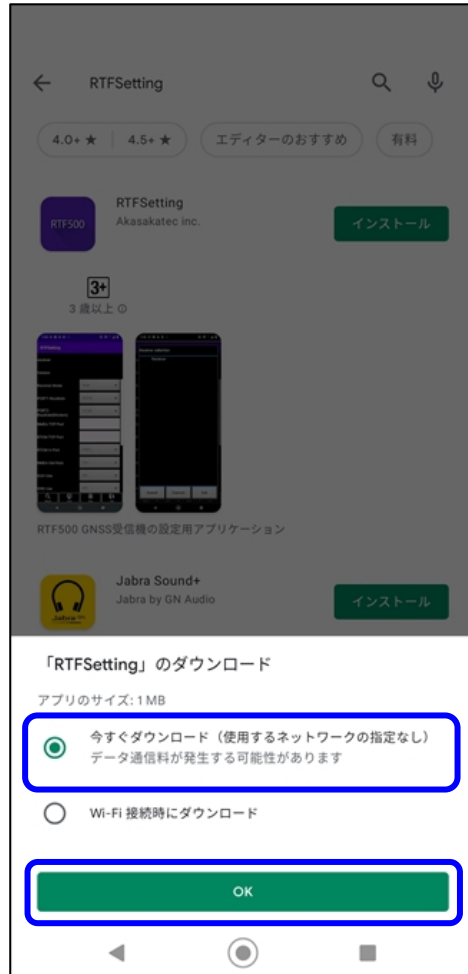 RTFSetting
4.0+ ★ 4.5+ ★ エディターのおすすめ 有料
RTF500
RTFSetting
Akasakatec inc.
インストール
3+
3 歳以上
RTF500 GNSS受信機の設定用アプリケーション
Jabra
Jabra Sound+
Jabra by GN Audio
インストール
「RTFSetting」のダウンロード
アプリのサイズ: 1 MB
今すぐダウンロード（使用するネットワークの指定なし）
データ通信料が発生する可能性があります
Wi-Fi 接続時にダウンロード
OK